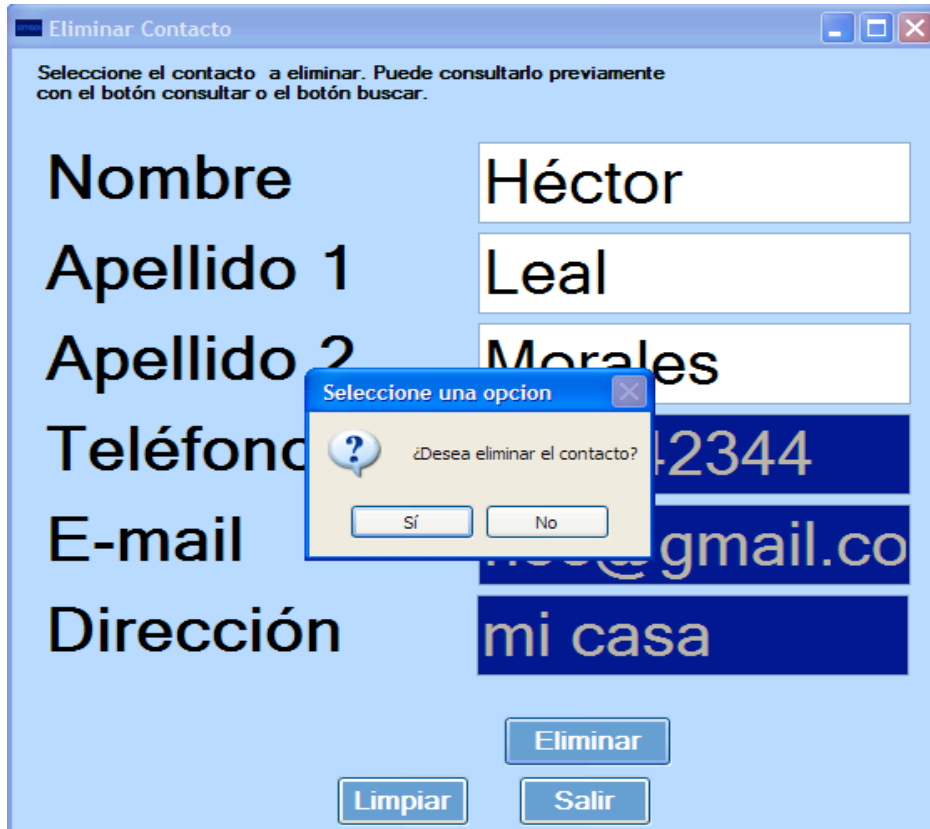 Eliminar Contacto
Seleccione el contacto a eliminar. Puede consultarlo previamente
con el botón consultar o el botón buscar.
Nombre
Héctor
Apellido 1
Leal
Apellido 2
Morales
Seleccione una opcion
¿Desea eliminar el contacto?
Sí
No
Teléfono
42344
E-mail
@gmail.co
Dirección
mi casa
Eliminar
Limpiar
Salir